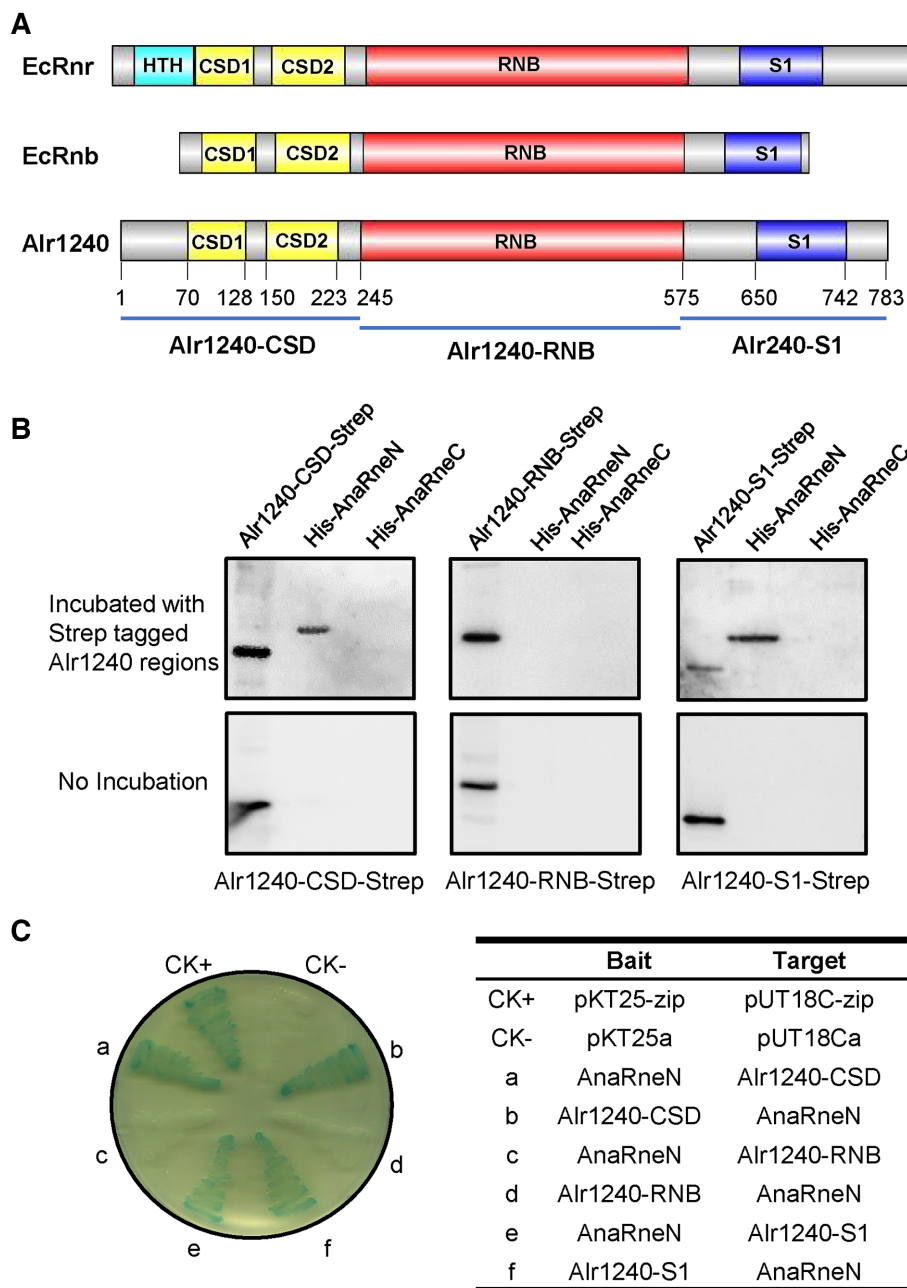 A
EcRnr HTH CSD1 CSD2 RNB S1
EcRnb CSD1 CSD2 RNB S1
Alr1240 CSD1 CSD2 RNB S1
1 70 128 150 223 245 575 650 742 783
Alr1240-CSD Alr1240-RNB Alr240-S1
B
Alr1240-CSD-Strep His-AnaRneN His-AnaRneC Alr1240-RNB-Strep His-AnaRneN His-AnaRneC Alr1240-S1-Strep His-AnaRneN His-AnaRneC
Incubated with
Strep tagged
Alr1240 regions
No Incubation
Alr1240-CSD-Strep Alr1240-RNB-Strep Alr1240-S1-Strep
C
CK+ CK-
a b
c d
e f
Bait Target
CK+ pKT25-zip pUT18C-zip
CK- pKT25a pUT18Ca
a AnaRneN Alr1240-CSD
b Alr1240-CSD AnaRneN
c AnaRneN Alr1240-RNB
d Alr1240-RNB AnaRneN
e AnaRneN Alr1240-S1
f Alr1240-S1 AnaRneN